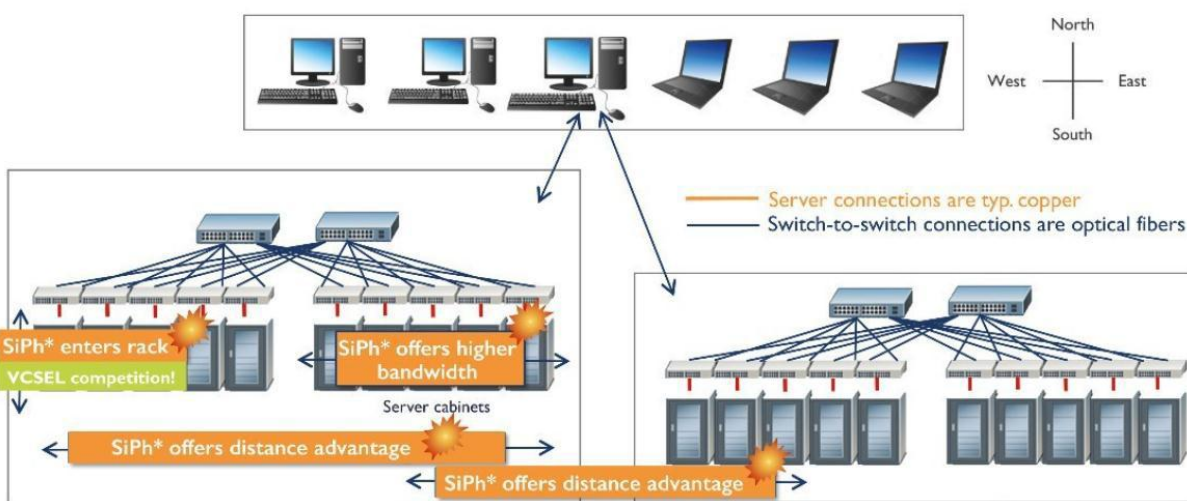 North
West
East
South
Server connections are typ. copper
Switch-to-switch connections are optical fibers
SiPh* enters rack
VCSEL competition!
SiPh* offers higher
bandwidth
Server cabinets
SiPh* offers distance advantage
SiPh* offers distance advantage